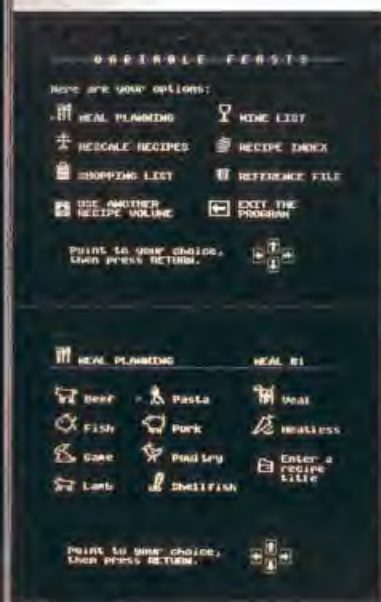 VARIABLE FEASTS
Here are your options:
MEAL PLANNING
WINE LIST
RESCALE RECIPES
RECIPE INDEX
SHOPPING LIST
REFERENCE FILE
USE ANOTHER
RECIPE VOLUME
EXIT THE
PROGRAM
Point to your choice,
then press RETURN.
MEAL PLANNING
MEAL #1
Beef
Pasta
Veal
Fish
Pork
Meatless
Game
Poultry
Enter a
recipe
title
Lamb
Shellfish
Point to your choice,
then press RETURN.